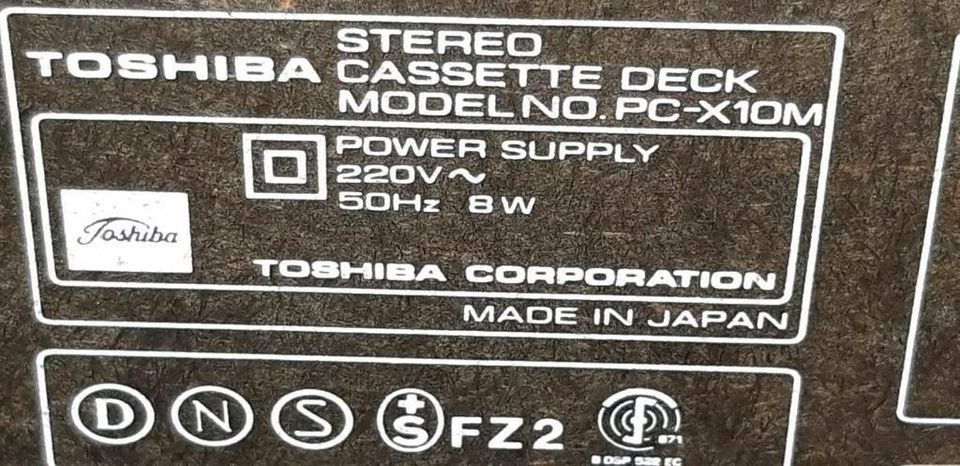 STEREO
TOSHIBA CASSETTE DECK
MODEL NO. PC-X10M
POWER SUPPLY
220V~
50Hz 8W
Toshiba
TOSHIBA CORPORATION
MADE IN JAPAN
D N S +S FZ2